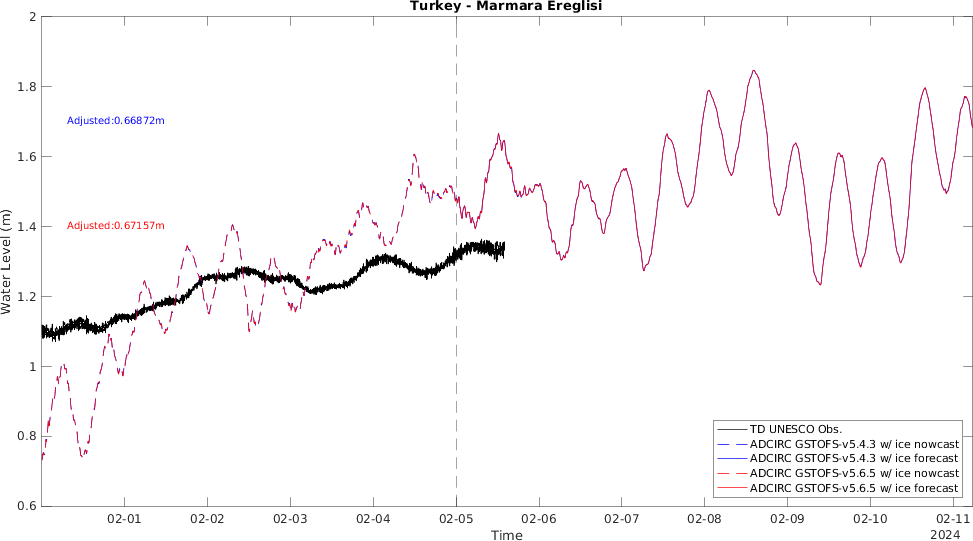 Turkey - Marmara Ereglisi
Water Level (m)
2
1.8
1.6
1.4
1.2
1
0.8
0.6
Adjusted:0.66872m
Adjusted:0.67157m
TD UNESCO Obs.
ADCIRC GSTOFS-v5.4.3 w/ ice nowcast
ADCIRC GSTOFS-v5.4.3 w/ ice forecast
ADCIRC GSTOFS-v5.6.5 w/ ice nowcast
ADCIRC GSTOFS-v5.6.5 w/ ice forecast
02-01 02-02 02-03 02-04 02-05 02-06 02-07 02-08 02-09 02-10 02-11
2024
Time